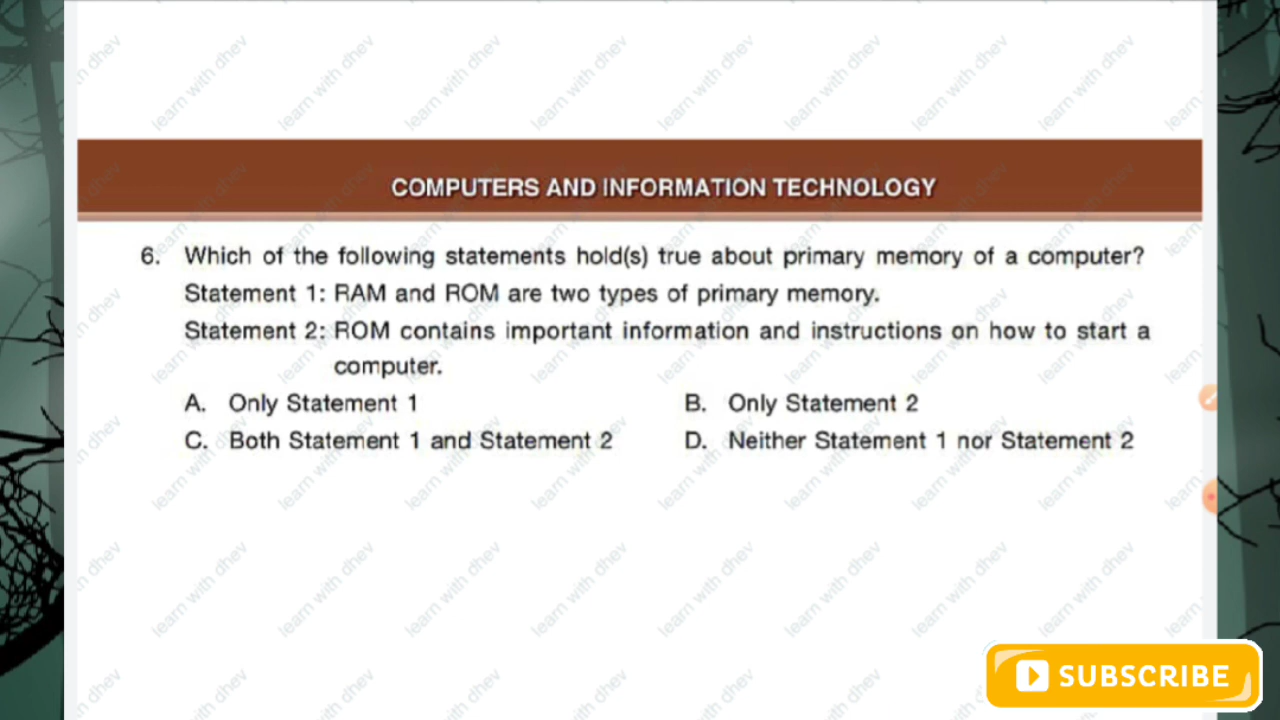 COMPUTERS AND INFORMATION TECHNOLOGY
6. Which of the following statements hold(s) true about primary memory of a computer?
Statement 1: RAM and ROM are two types of primary memory.
Statement 2: ROM contains important information and instructions on how to start a
computer.
A. Only Statement 1 B. Only Statement 2
C. Both Statement 1 and Statement 2 D. Neither Statement 1 nor Statement 2
learn with dhev
SUBSCRIBE